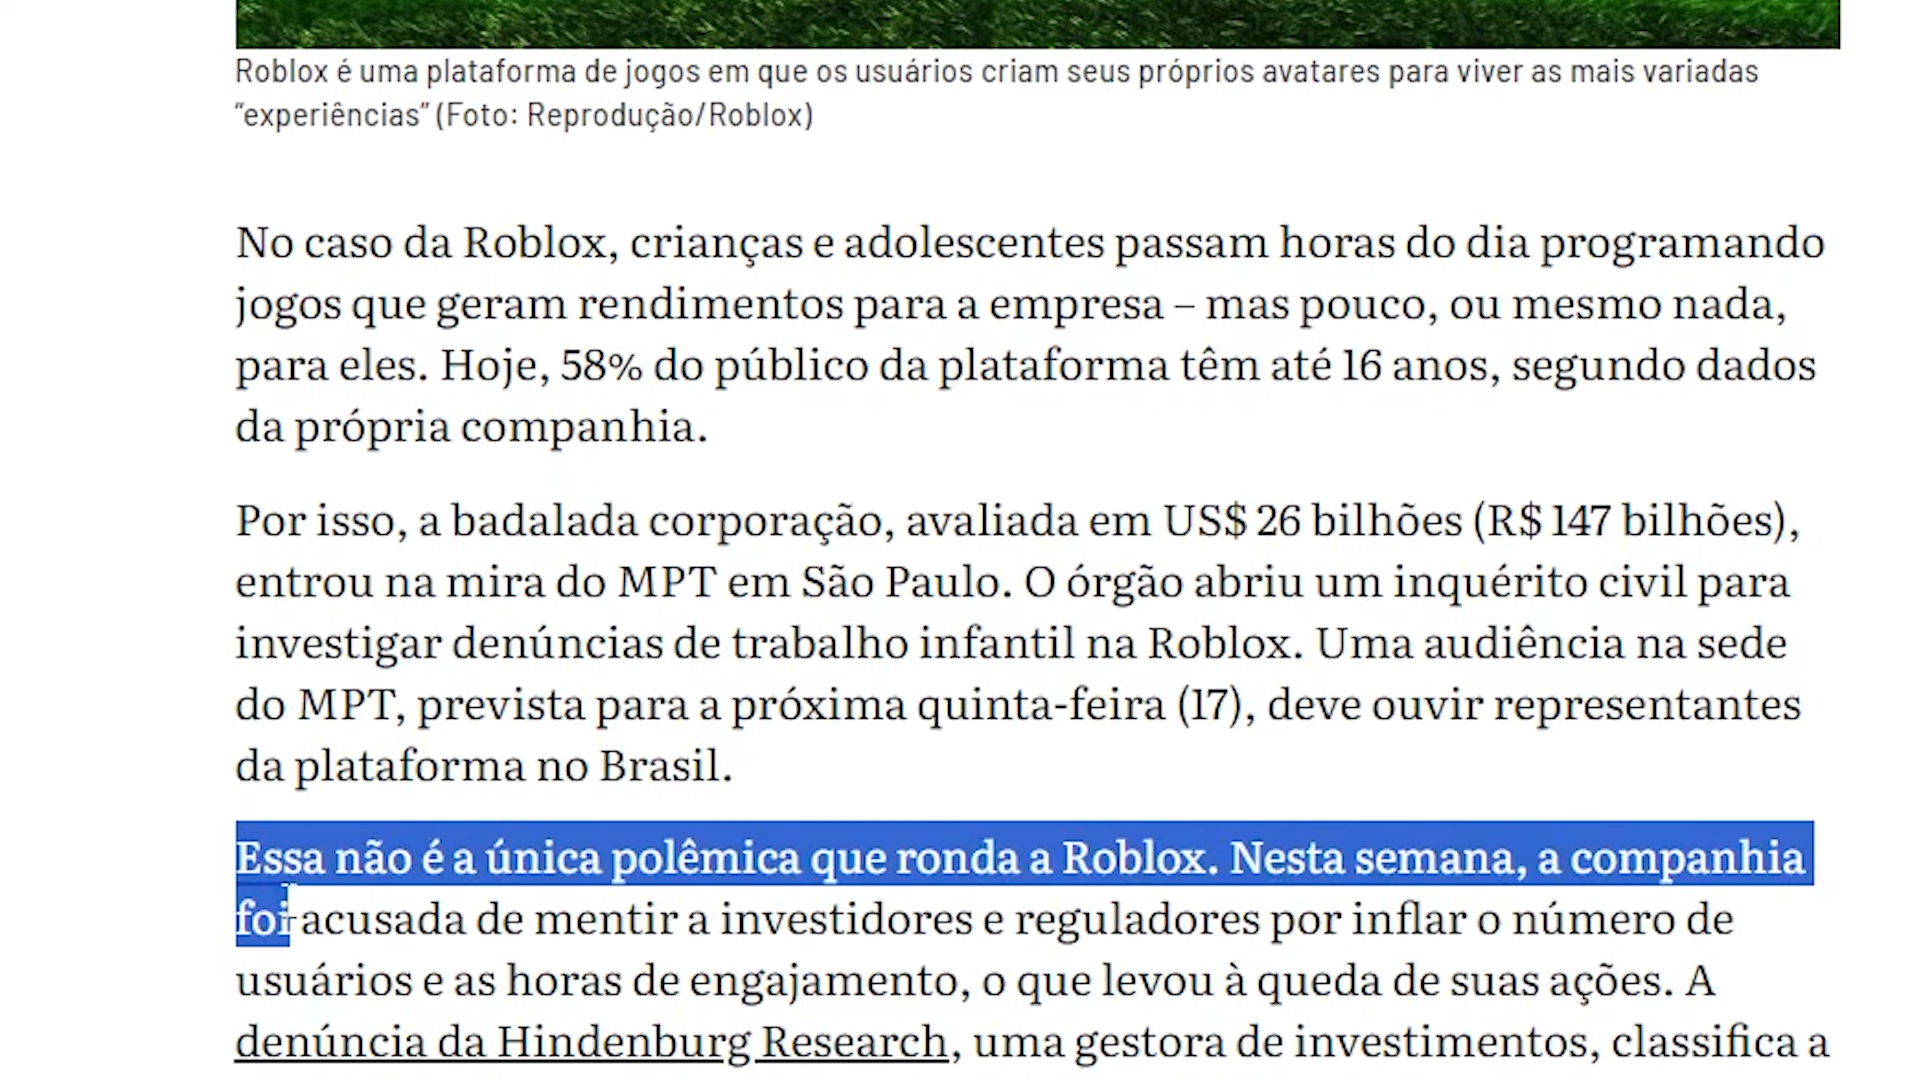 Roblox é uma plataforma de jogos em que os usuários criam seus próprios avatares para viver as mais variadas
“experiências” (Foto: Reprodução/Roblox)
No caso da Roblox, crianças e adolescentes passam horas do dia programando
jogos que geram rendimentos para a empresa – mas pouco, ou mesmo nada,
para eles. Hoje, 58% do público da plataforma têm até 16 anos, segundo dados
da própria companhia.
Por isso, a badalada corporação, avaliada em US$ 26 bilhões (R$ 147 bilhões),
entrou na mira do MPT em São Paulo. O órgão abriu um inquérito civil para
investigar denúncias de trabalho infantil na Roblox. Uma audiência na sede
do MPT, prevista para a próxima quinta-feira (17), deve ouvir representantes
da plataforma no Brasil.
Essa não é a única polêmica que ronda a Roblox. Nesta semana, a companhia
foi acusada de mentir a investidores e reguladores por inflar o número de
usuários e as horas de engajamento, o que levou à queda de suas ações. A
denúncia da Hindenburg Research, uma gestora de investimentos, classifica a